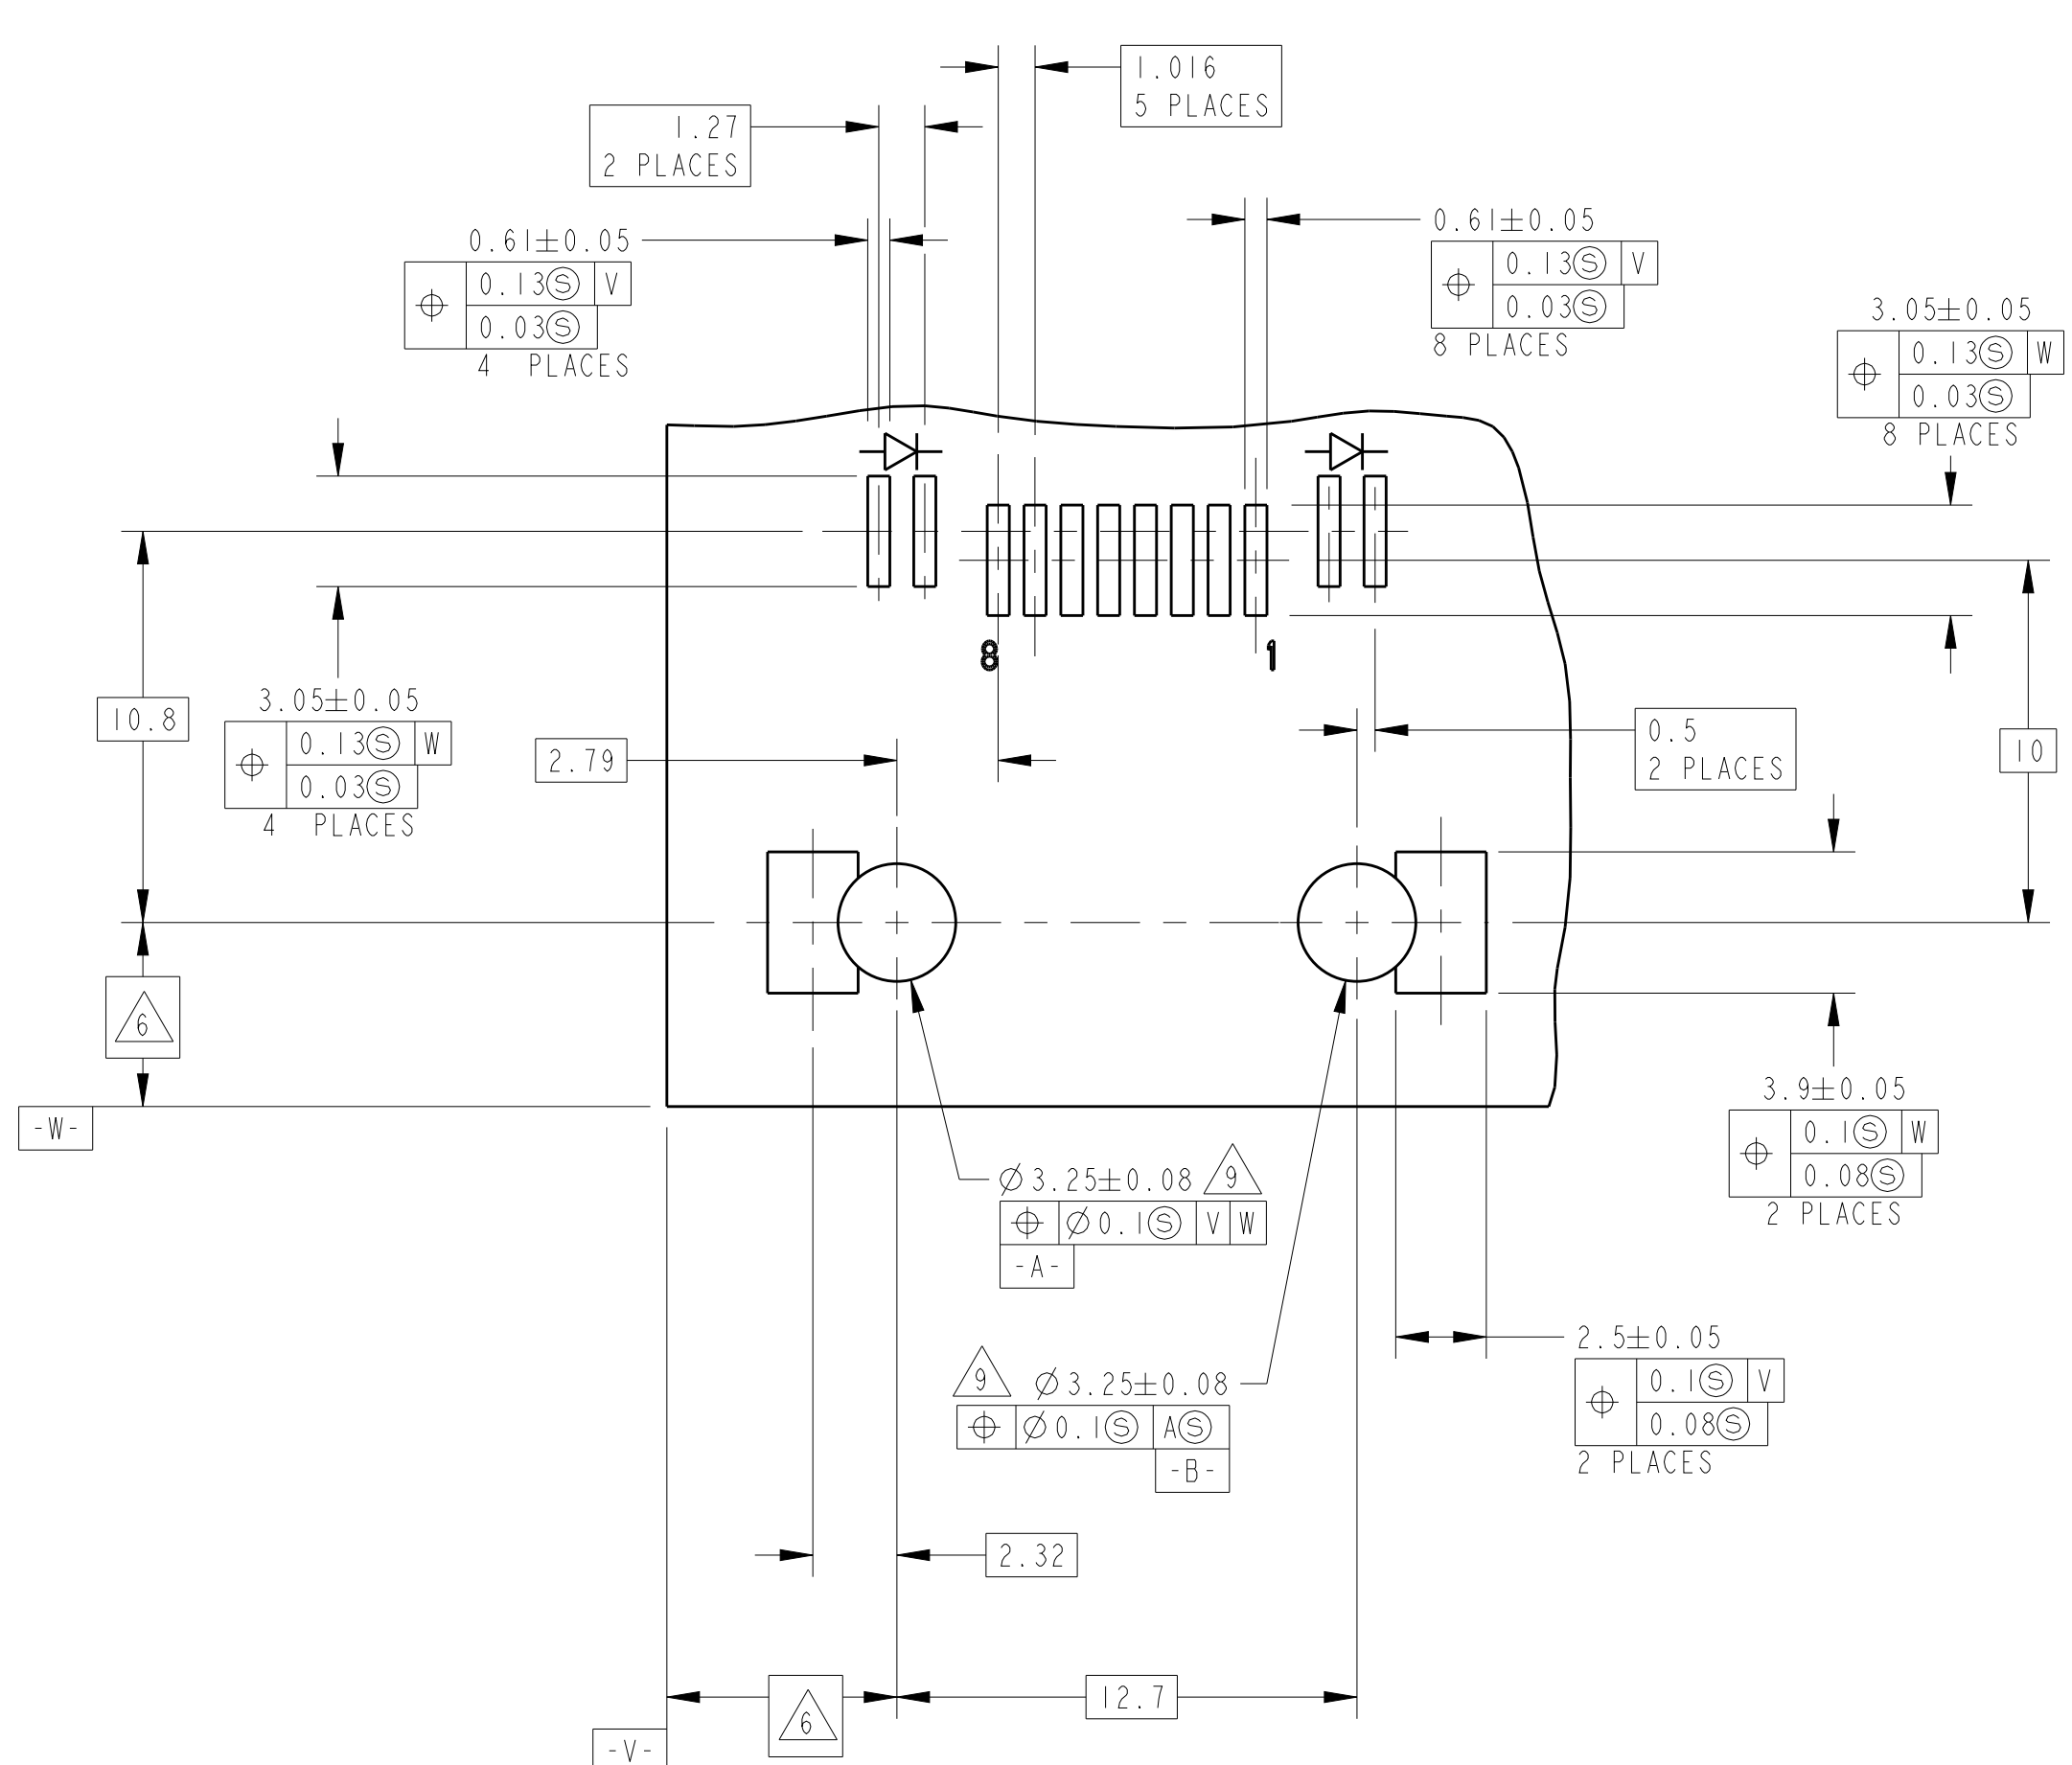 1.016
5 PLACES
1.27
2 PLACES
0.61±0.05
0.13Ⓢ V
0.03Ⓢ
4 PLACES
0.61±0.05
0.13Ⓢ V
0.03Ⓢ
8 PLACES
3.05±0.05
0.13Ⓢ W
0.03Ⓢ
8 PLACES
8 1
10.8
3.05±0.05
0.13Ⓢ W
0.03Ⓢ
4 PLACES
2.79
0.5
2 PLACES
10
6
-W-
3.9±0.05
0.1Ⓢ W
0.08Ⓢ
2 PLACES
Ø3.25±0.08 9
Ø0.1Ⓢ V W
-A-
9 Ø3.25±0.08
Ø0.1Ⓢ AⓈ
-B-
2.5±0.05
0.1Ⓢ V
0.08Ⓢ
2 PLACES
2.32
6
12.7
-V-